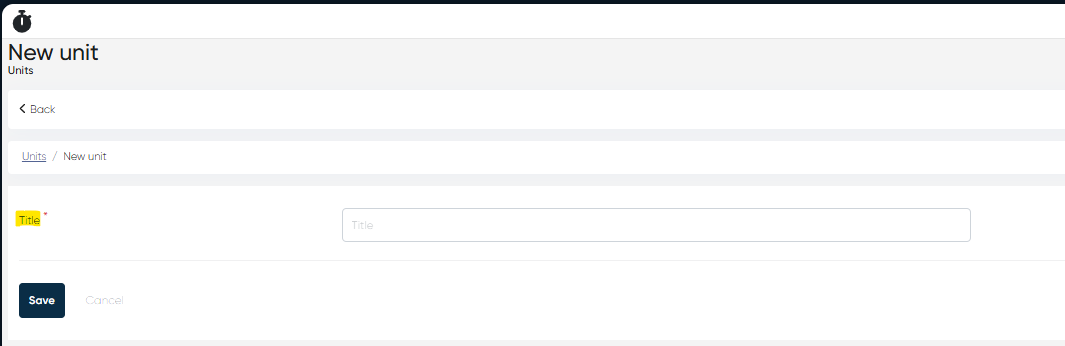 New unit
Units
Back
Units / New unit
Title *
Title
Save Cancel